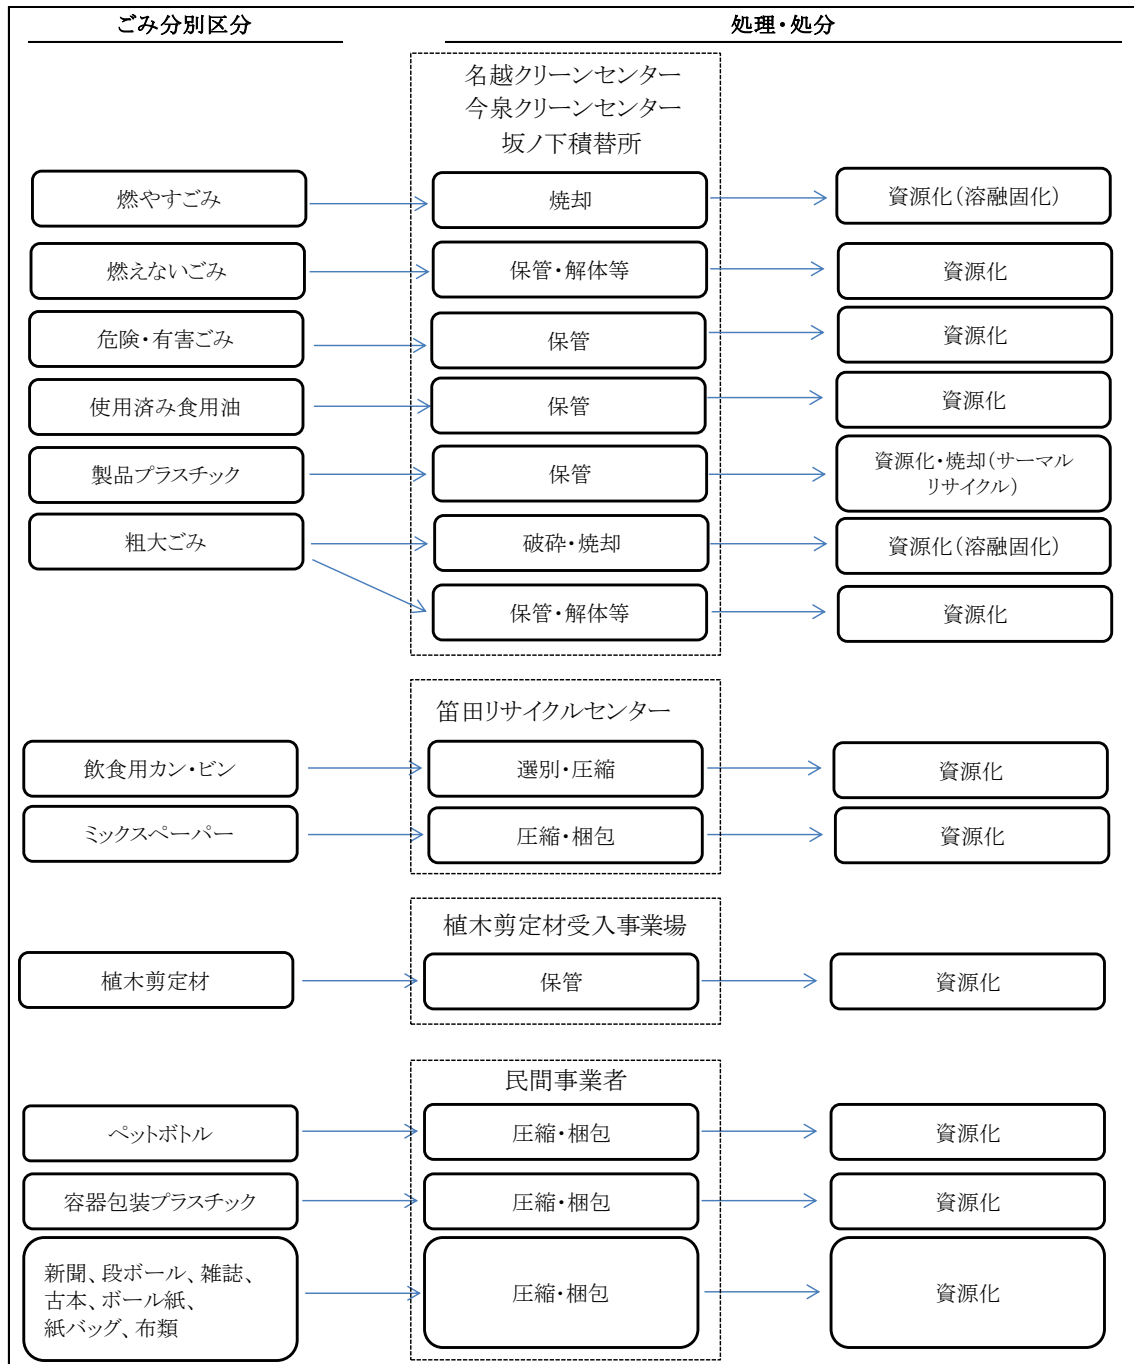 ごみ分別区分
処理・処分
名越クリーンセンター
今泉クリーンセンター
坂ノ下積替所
燃やすごみ
焼却
資源化(溶融固化)
燃えないごみ
保管・解体等
資源化
危険・有害ごみ
保管
資源化
使用済み食用油
保管
資源化
製品プラスチック
保管
資源化・焼却(サーマル
リサイクル)
粗大ごみ
破砕・焼却
資源化(溶融固化)
保管・解体等
資源化
笛田リサイクルセンター
飲食用カン・ビン
選別・圧縮
資源化
ミックスペーパー
圧縮・梱包
資源化
植木剪定材受入事業場
植木剪定材
保管
資源化
民間事業者
ペットボトル
圧縮・梱包
資源化
容器包装プラスチック
圧縮・梱包
資源化
新聞、段ボール、雑誌、
古本、ボール紙、
紙バッグ、布類
圧縮・梱包
資源化